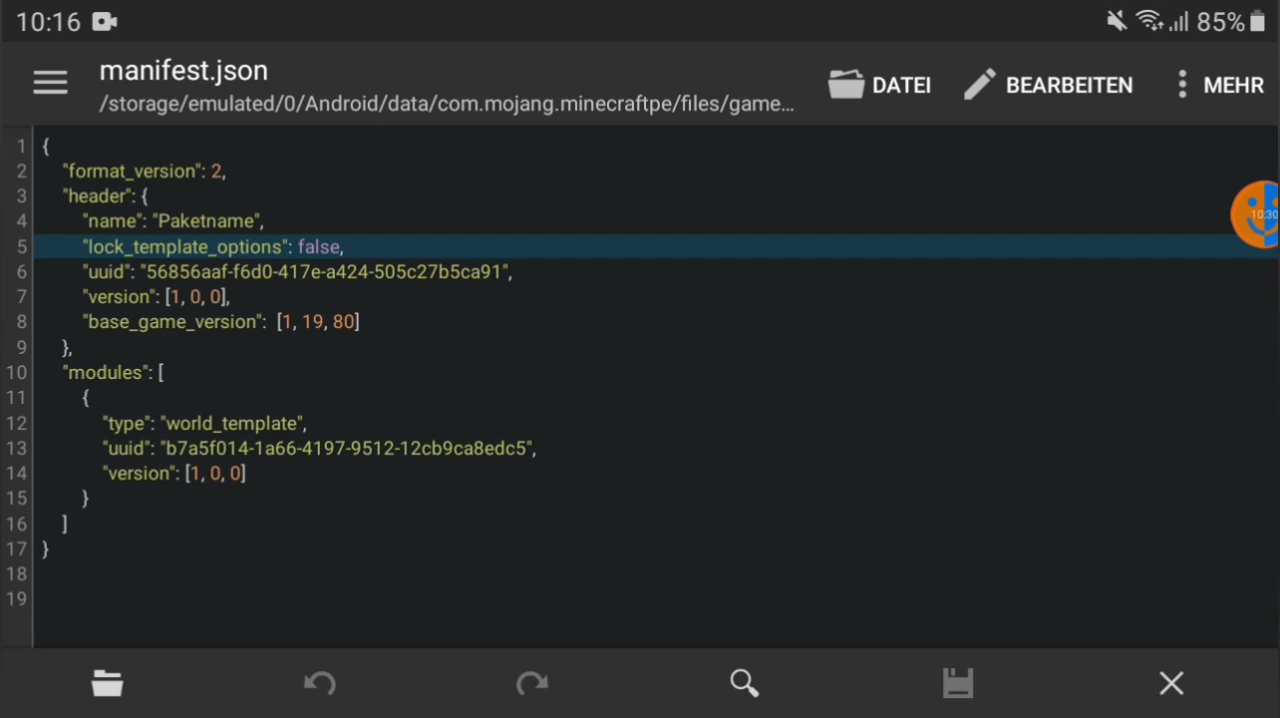 10:16 85%
manifest.json
/storage/emulated/0/Android/data/com.mojang.minecraftpe/files/game...
DATEI BEARBEITEN MEHR
1 {
2 "format_version": 2,
3 "header": {
4 "name": "Paketname",
5 "lock_template_options": false,
6 "uuid": "56856aaf-f6d0-417e-a424-505c27b5ca91",
7 "version": [1, 0, 0],
8 "base_game_version": [1, 19, 80]
9 },
10 "modules": [
11 {
12 "type": "world_template",
13 "uuid": "b7a5f014-1a66-4197-9512-12cb9ca8edc5",
14 "version": [1, 0, 0]
15 }
16 ]
17 }
18
19
10:30